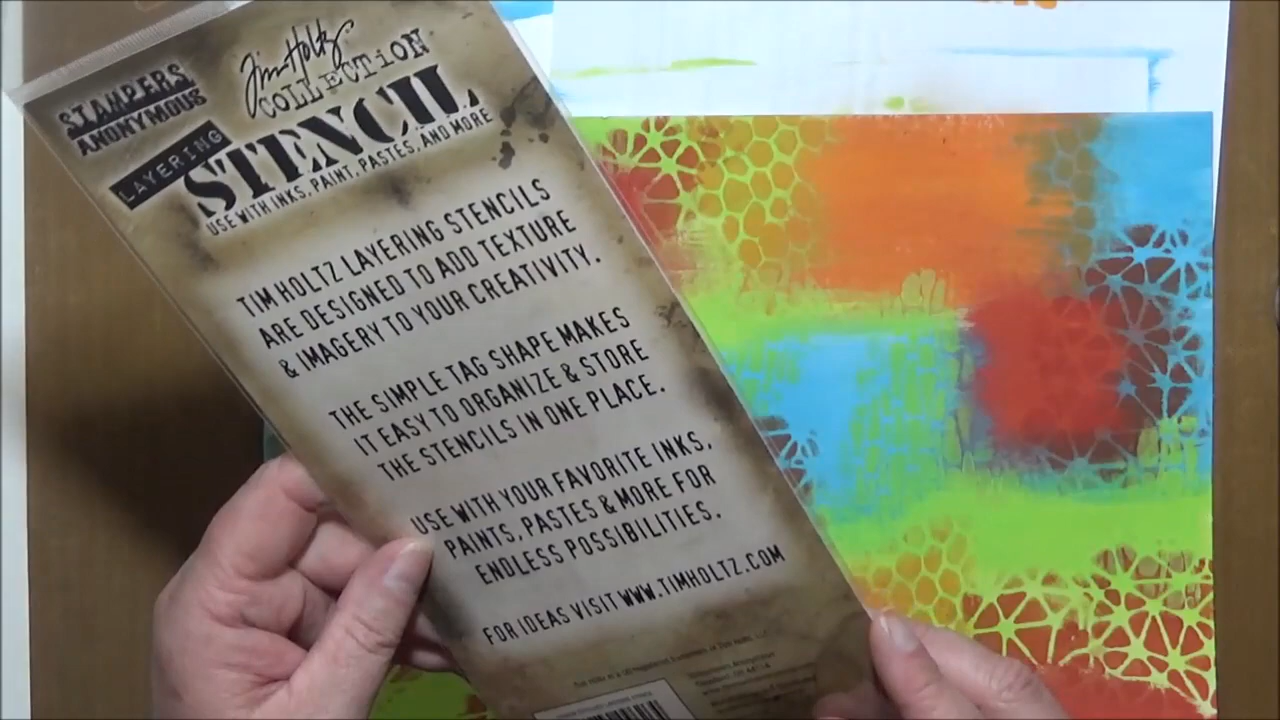 STAMPERS
ANONYMOUS
Tim Holtz
COLLECTION
LAYERING
STENCIL
USE WITH INKS, PAINT, PASTES, AND MORE
TIM HOLTZ LAYERING STENCILS
ARE DESIGNED TO ADD TEXTURE
& IMAGERY TO YOUR CREATIVITY.
THE SIMPLE TAG SHAPE MAKES
IT EASY TO ORGANIZE & STORE
THE STENCILS IN ONE PLACE.
USE WITH YOUR FAVORITE INKS,
PAINTS, PASTES & MORE FOR
ENDLESS POSSIBILITIES.
FOR IDEAS VISIT WWW.TIMHOLTZ.COM